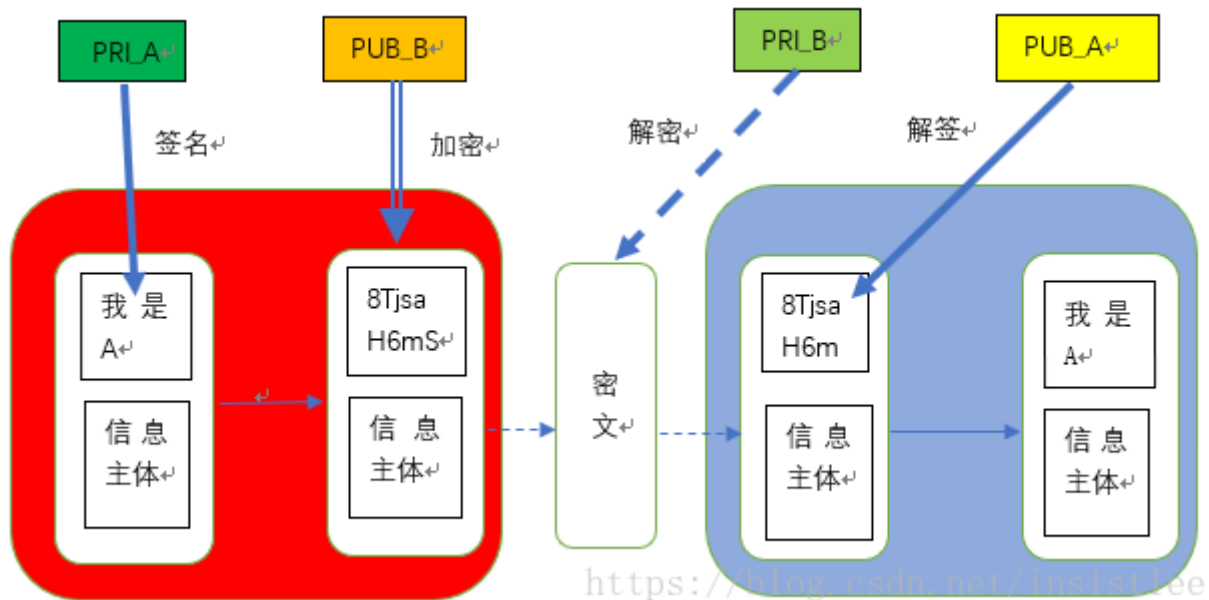 PRI_A
PUB_B
PRI_B
PUB_A
签名
加密
解密
解签
我 是
A
信 息
主体
8Tjsa
H6mS
信 息
主体
密
文
8Tjsa
H6m
信 息
主体
我 是
A
信 息
主体
https://blog.csdn.net/insistlee